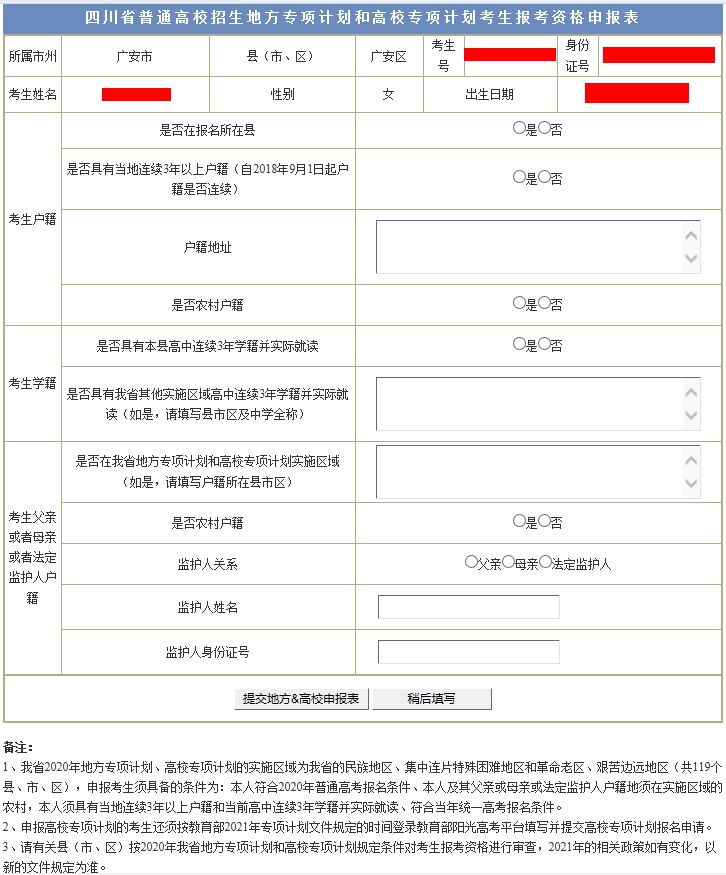 四川省普通高校招生地方专项计划和高校专项计划考生报考资格申报表
所属市州 广安市 县（市、区） 广安区 考生号 身份证号
考生姓名 性别 女 出生日期
考生户籍
是否在报名所在县 是 否
是否具有当地连续3年以上户籍（自2018年9月1日起户
籍是否连续） 是 否
户籍地址
是否农村户籍 是 否
考生学籍
是否具有本县高中连续3年学籍并实际就读 是 否
是否具有我省其他实施区域高中连续3年学籍并实际就
读（如是，请填写县市区及中学全称）
考生父亲
或者母亲
或者法定
监护人户
籍
是否在我省地方专项计划和高校专项计划实施区域
（如是，请填写户籍所在县市区）
是否农村户籍 是 否
监护人关系 父亲 母亲 法定监护人
监护人姓名
监护人身份证号
提交地方&高校申报表 稍后填写
备注：
1、我省2020年地方专项计划、高校专项计划的实施区域为我省的民族地区、集中连片特殊困难地区和革命老区、艰苦边远地区（共119个
县、市、区），申报考生须具备的条件为：本人符合2020年普通高考报名条件、本人及其父亲或母亲或法定监护人户籍地须在实施区域的
农村，本人须具有当地连续3年以上户籍和当前高中连续3年学籍并实际就读、符合当年统一高考报名条件。
2、申报高校专项计划的考生还须按教育部2021年专项计划文件规定的时间登录教育部阳光高考平台填写并提交高校专项计划报名申请。
3、请有关县（市、区）按2020年我省地方专项计划和高校专项计划规定条件对考生报考资格进行审查，2021年的相关政策如有变化，以
新的文件规定为准。